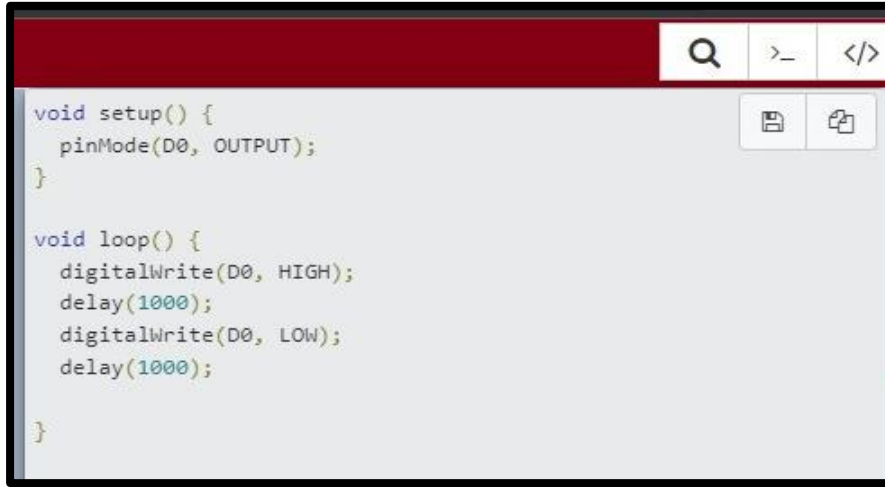 >_
</>
void setup() {
  pinMode(D0, OUTPUT);
}
void loop() {
  digitalWrite(D0, HIGH);
  delay(1000);
  digitalWrite(D0, LOW);
  delay(1000);
}